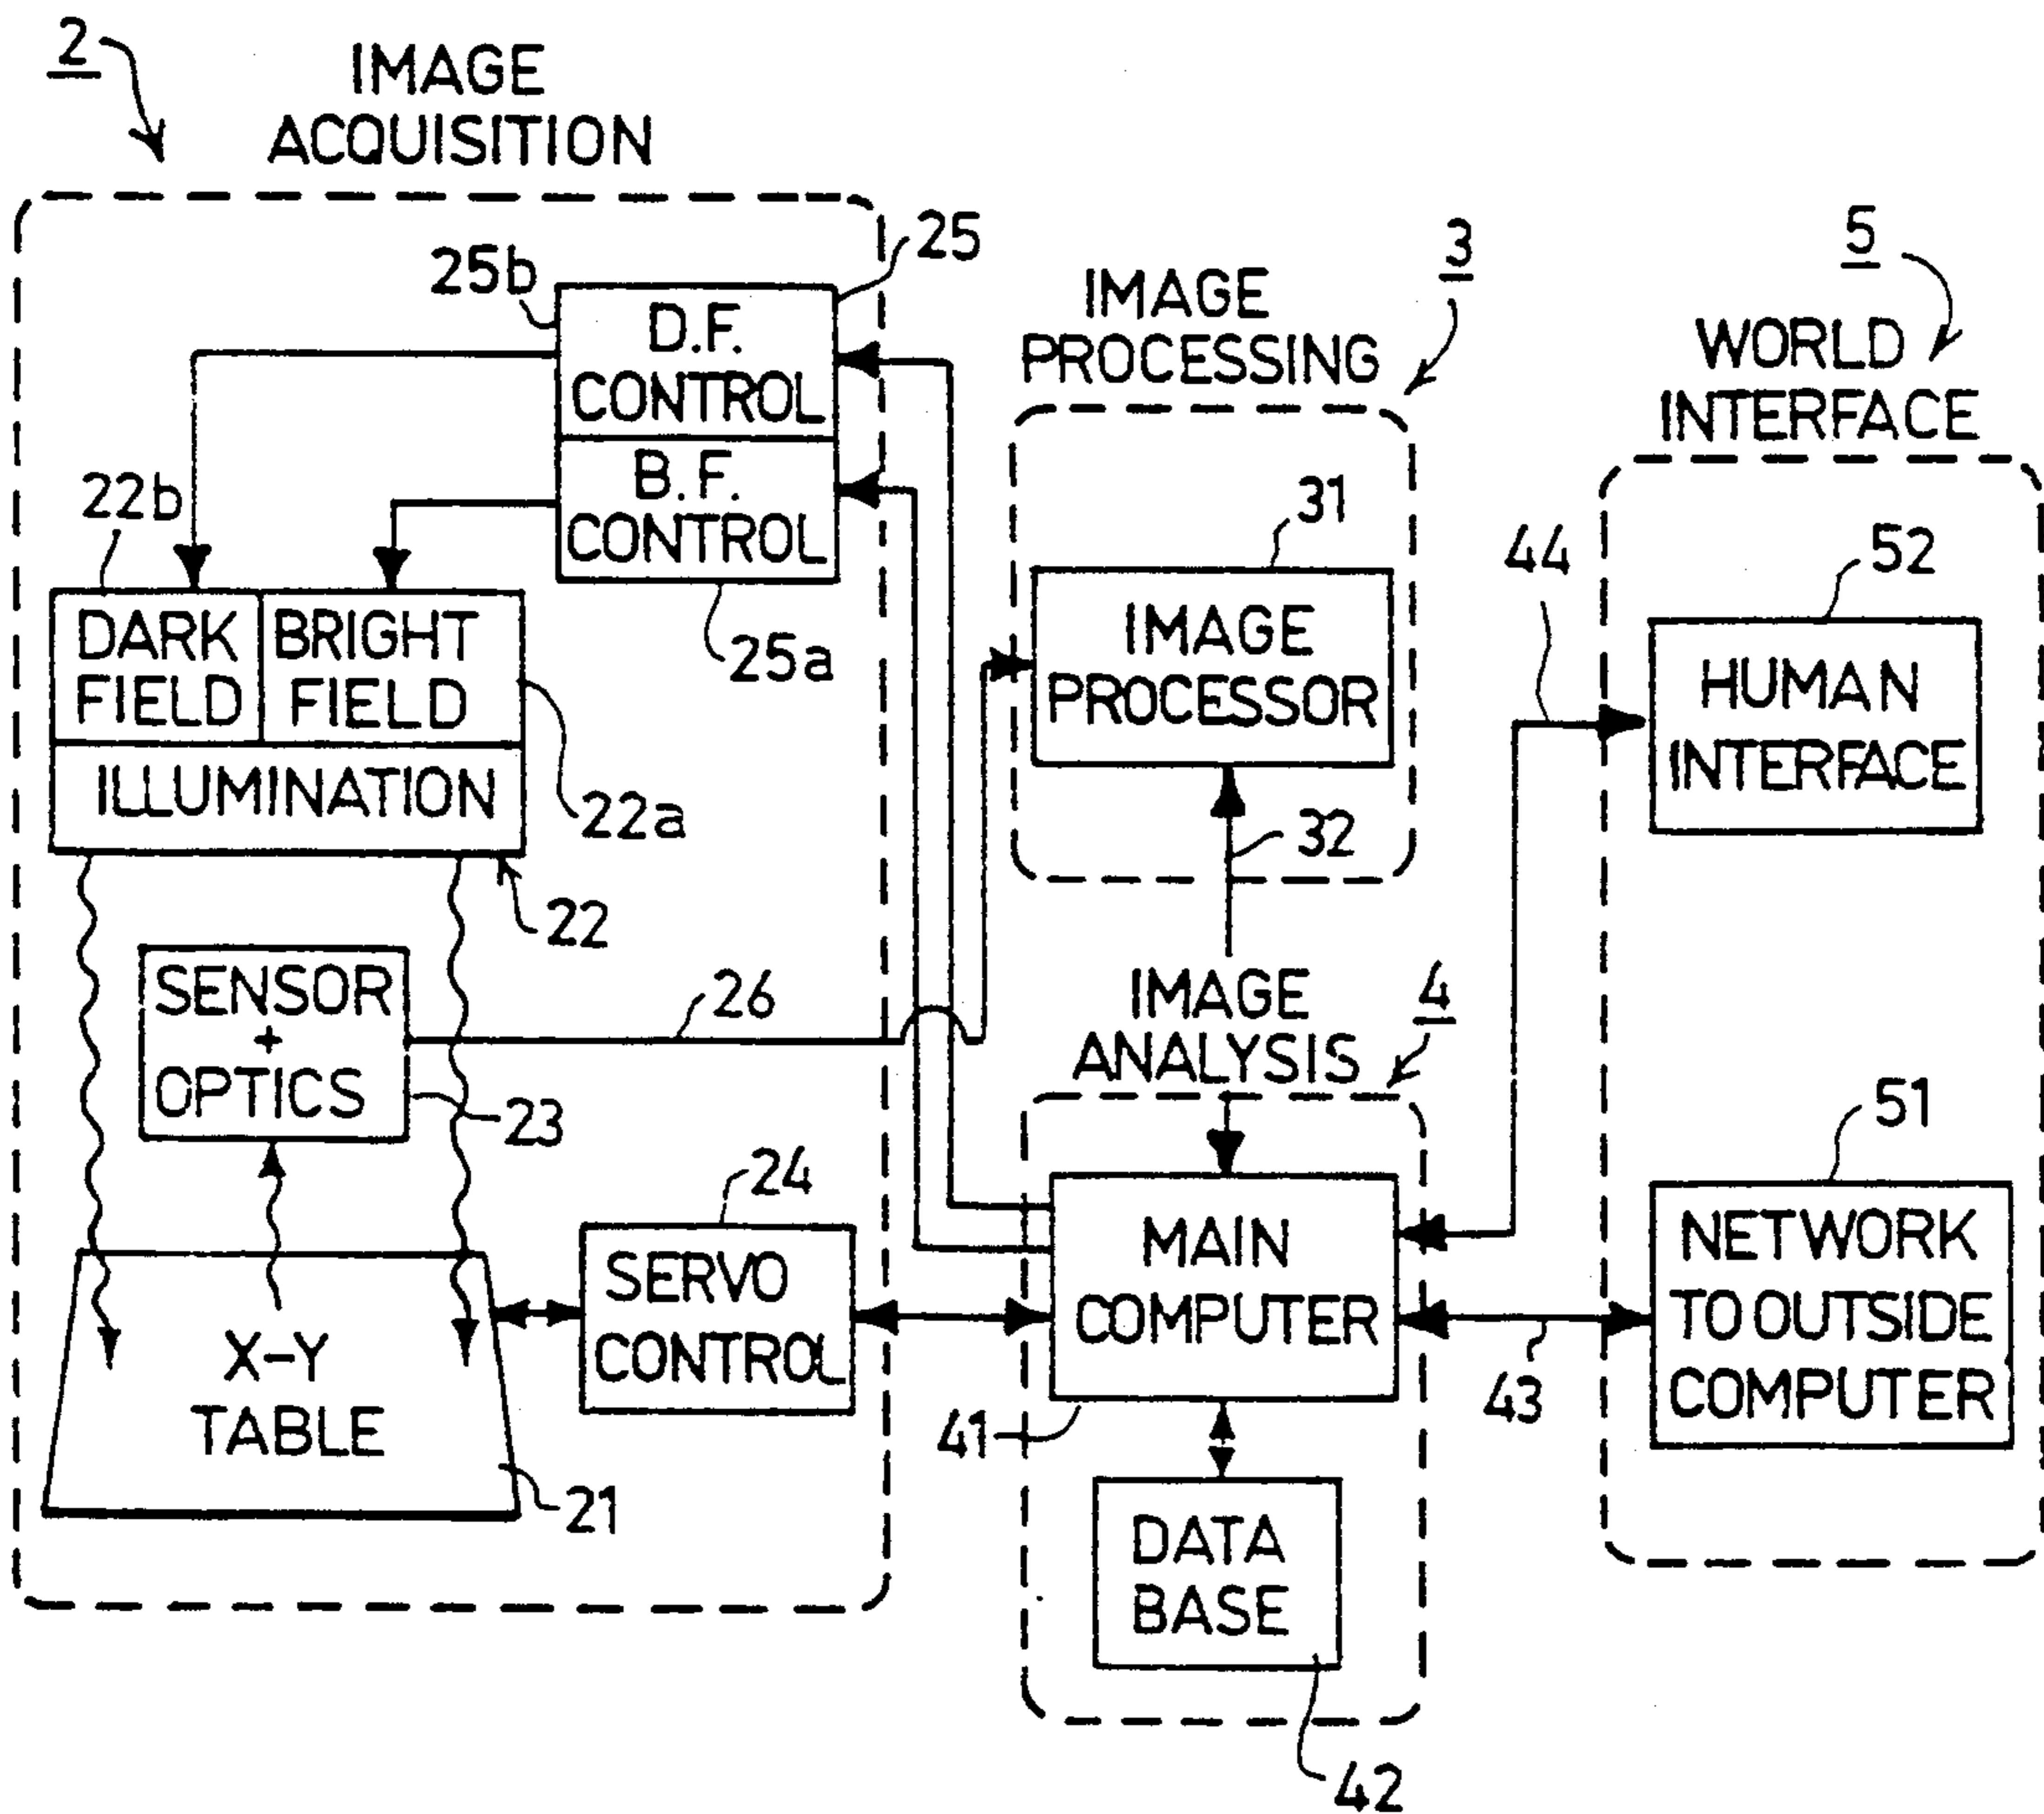 2
IMAGE
ACQUISITION
25
25b
D.F.
CONTROL
B.F.
CONTROL
25a
22b
DARK
FIELD
BRIGHT
FIELD
ILLUMINATION
22a
22
SENSOR
+
OPTICS
23
26
24
SERVO
CONTROL
X-Y
TABLE
21
3
IMAGE
PROCESSING
31
IMAGE
PROCESSOR
32
IMAGE
ANALYSIS
4
MAIN
COMPUTER
41
DATA
BASE
42
5
WORLD
INTERFACE
44
52
HUMAN
INTERFACE
51
NETWORK
TO OUTSIDE
COMPUTER
43